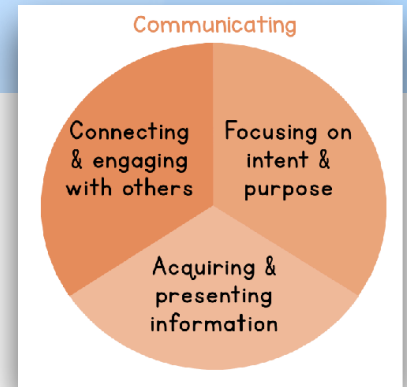 Communicating
Connecting
& engaging
with others
Focusing on
intent &
purpose
Acquiring &
presenting
information